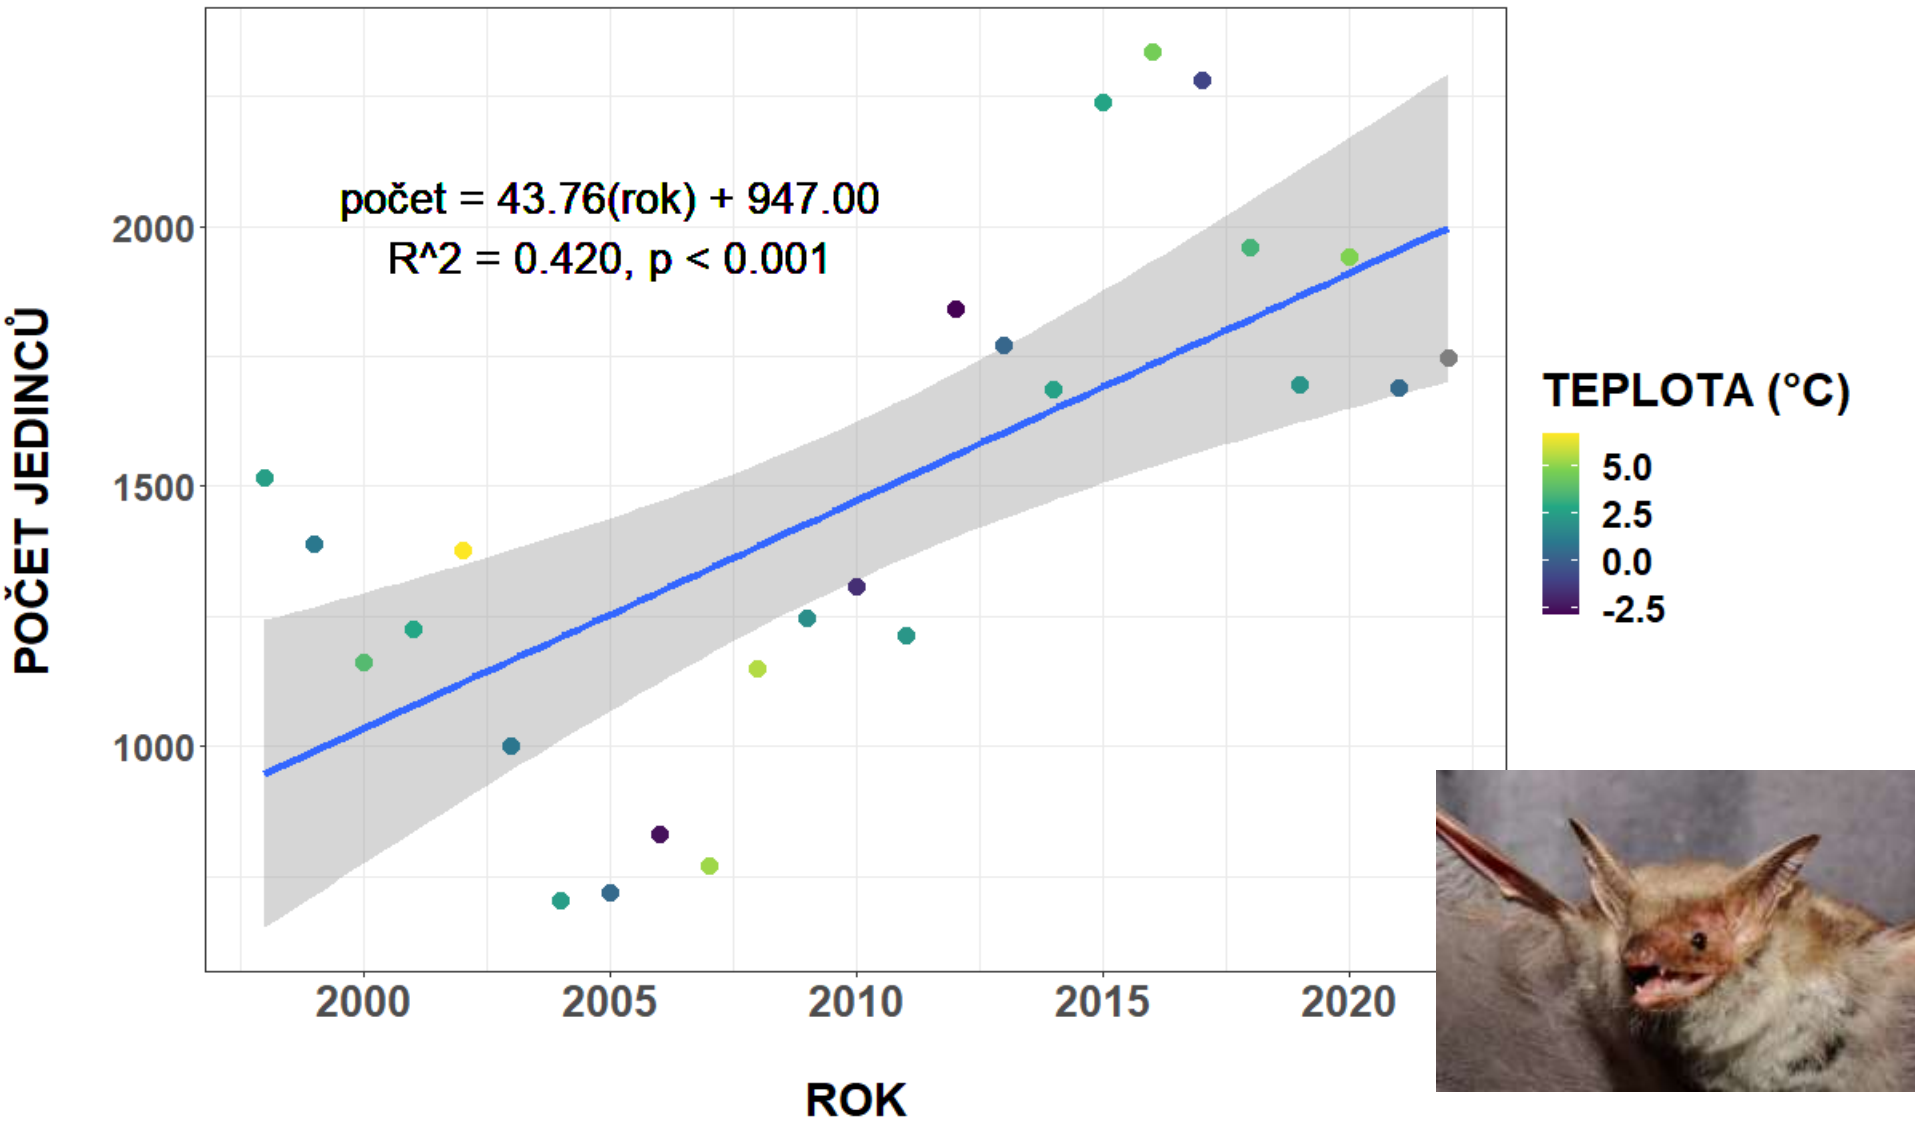 počet = 43.76(rok) + 947.00
R^2 = 0.420, p < 0.001
POČET JEDINCŮ
2000
1500
1000
2000
2005
2010
2015
2020
ROK
TEPLOTA (°C)
5.0
2.5
0.0
-2.5